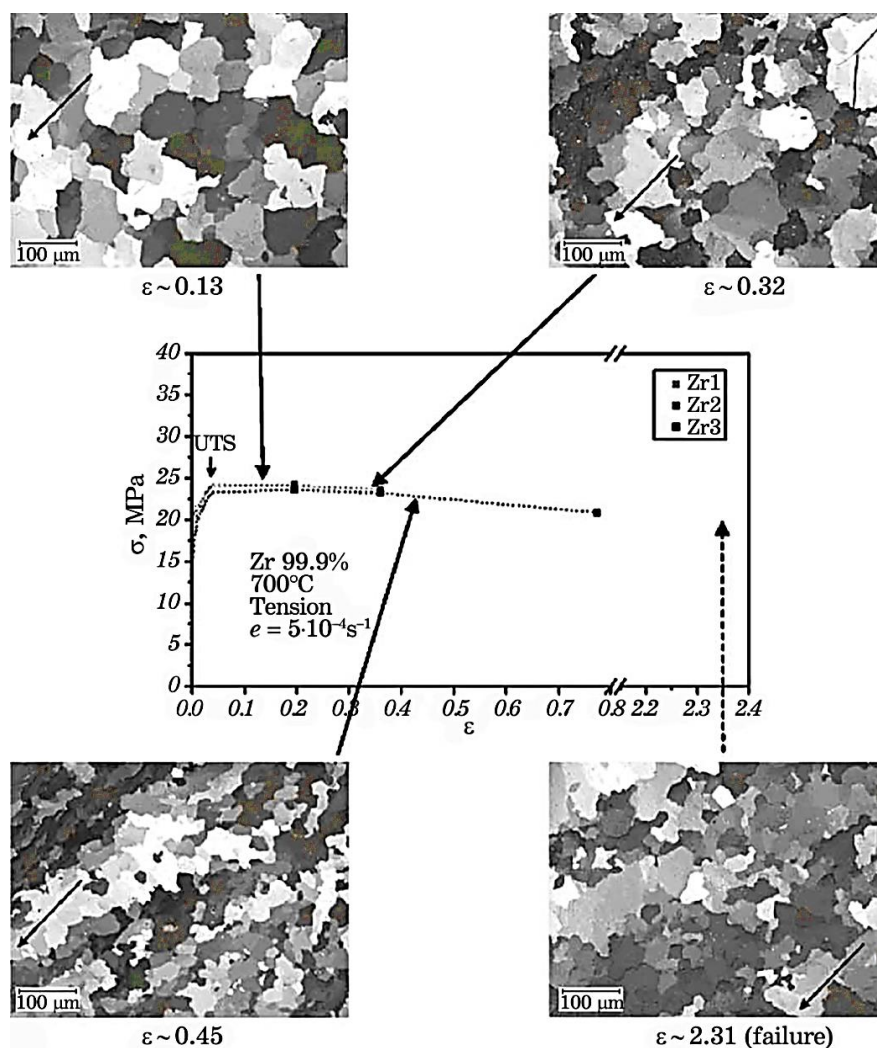 100 μm
100 μm
ε ~ 0.13
ε ~ 0.32
40
35
30
25
20
15
10
5
0
σ, MPa
UTS
Zr1
Zr2
Zr3
Zr 99.9%
700°C
Tension
e = 5·10⁻⁴s⁻¹
0.0 0.1 0.2 0.3 0.4 0.5 0.6 0.7 0.8 2.2 2.3 2.4
ε
100 μm
100 μm
ε ~ 0.45
ε ~ 2.31 (failure)